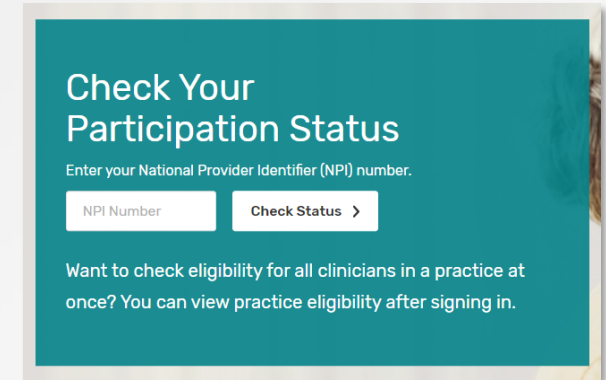 Check Your
Participation Status
Enter your National Provider Identifier (NPI) number.
NPI Number
Check Status
Want to check eligibility for all clinicians in a practice at
once? You can view practice eligibility after signing in.